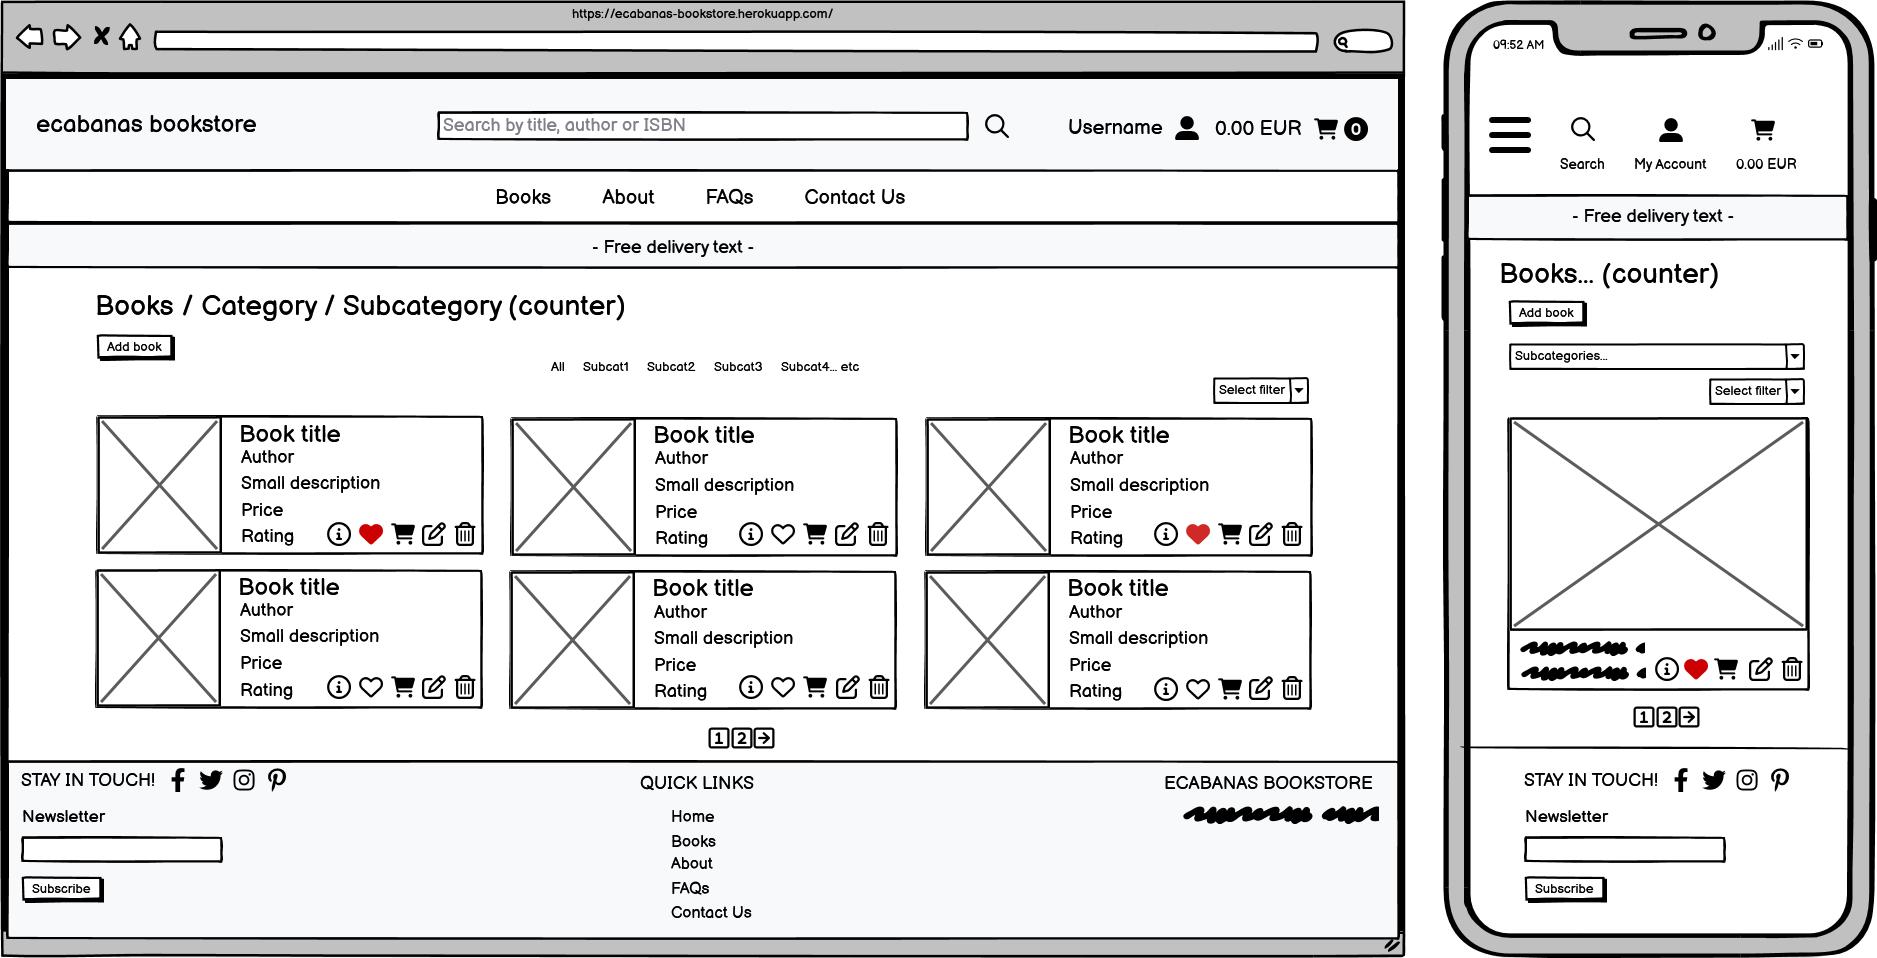 https://ecabanas-bookstore.herokuapp.com/
ecabanas bookstore
Search by title, author or ISBN
Username
0.00 EUR
0
Books About FAQs Contact Us
- Free delivery text -
Books / Category / Subcategory (counter)
Add book
All Subcat1 Subcat2 Subcat3 Subcat4... etc
Select filter
Book title
Author
Small description
Price
Rating
Book title
Author
Small description
Price
Rating
Book title
Author
Small description
Price
Rating
Book title
Author
Small description
Price
Rating
Book title
Author
Small description
Price
Rating
Book title
Author
Small description
Price
Rating
1 2
STAY IN TOUCH!
Newsletter
Subscribe
QUICK LINKS
Home
Books
About
FAQs
Contact Us
ECABANAS BOOKSTORE
09:52 AM
Search
My Account
0.00 EUR
- Free delivery text -
Books... (counter)
Add book
Subcategories...
Select filter
1 2
STAY IN TOUCH!
Newsletter
Subscribe